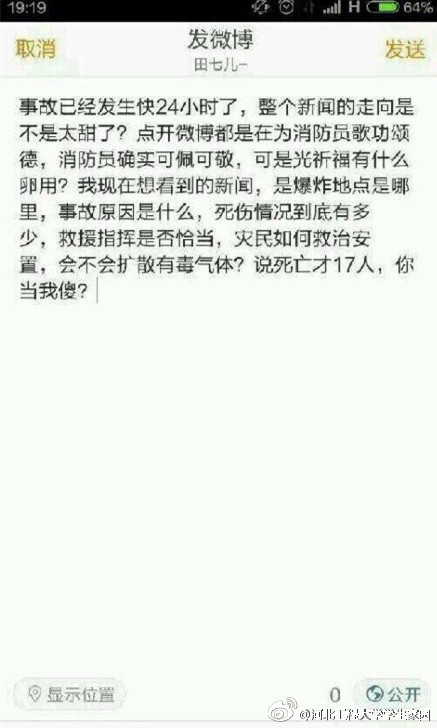 19:19
H
64%
取消
发微博
发送
田七儿一
事故已经发生快24小时了，整个新闻的走向是
不是太甜了？点开微博都是在为消防员歌功颂
德，消防员确实可佩可敬，可是光祈福有什么
卵用？我现在想看到的新闻，是爆炸地点是哪
里，事故原因是什么，死伤情况到底有多
少，救援指挥是否恰当，灾民如何救治安
置，会不会扩散有毒气体？说死亡才17人，你
当我傻？
显示位置
0
公开